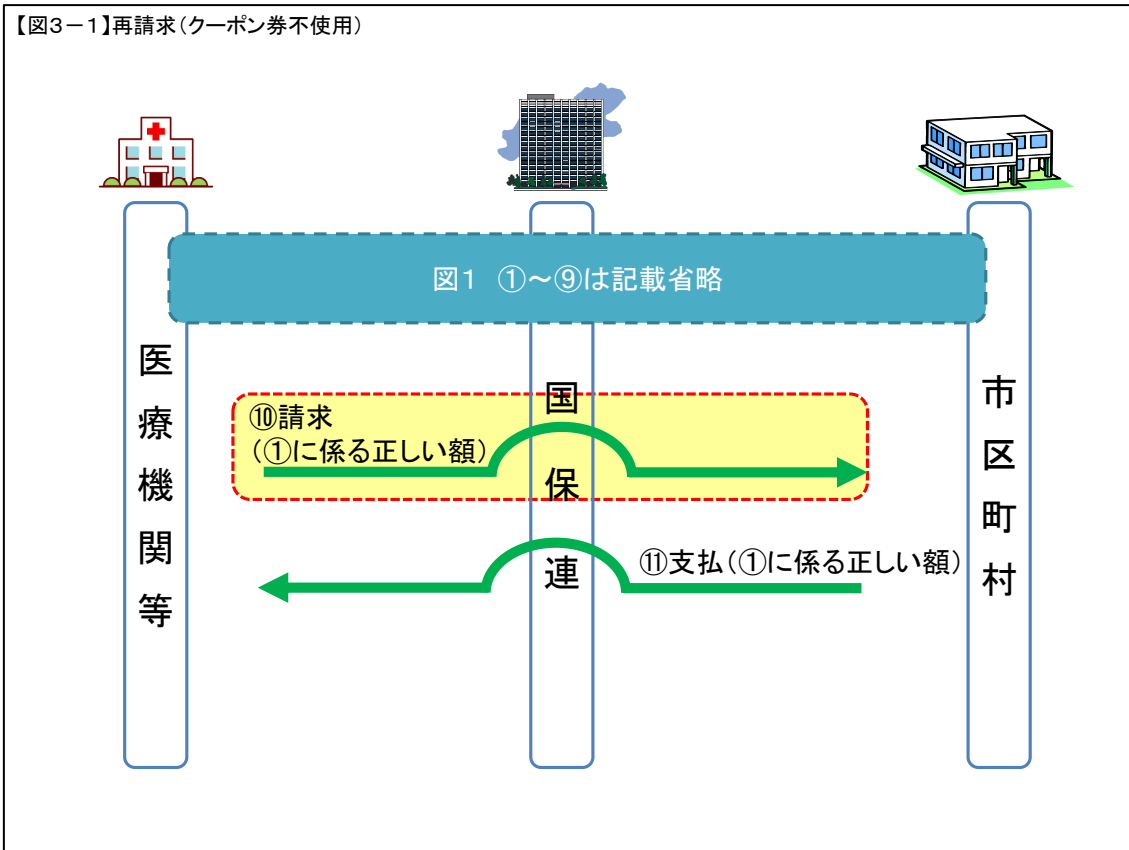 【図3-1】再請求(クーポン券不使用)
図1 ①~⑨は記載省略
医療機関等
国保連
市区町村
⑩請求
(①に係る正しい額)
⑪支払(①に係る正しい額)